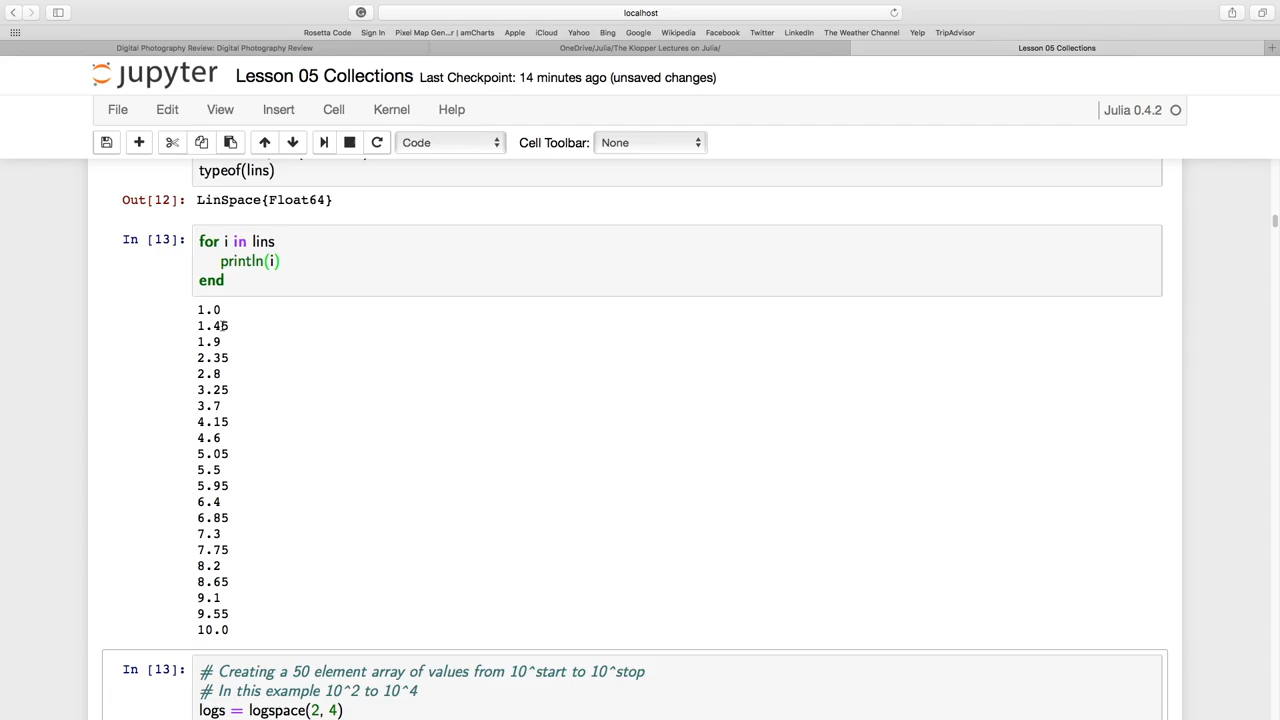 localhost
Rosetta Code Sign In Pixel Map Gen...r | amCharts Apple iCloud Yahoo Bing Google Wikipedia Facebook Twitter LinkedIn The Weather Channel Yelp TripAdvisor
Digital Photography Review: Digital Photography Review OneDrive/Julia/The Klopper Lectures on Julia/ Lesson 05 Collections
jupyter Lesson 05 Collections Last Checkpoint: 14 minutes ago (unsaved changes)
File Edit View Insert Cell Kernel Help Julia 0.4.2
Code Cell Toolbar: None
typeof(lins)
Out[12]: LinSpace{Float64}
In [13]: for i in lins
println(i)
end
1.0
1.45
1.9
2.35
2.8
3.25
3.7
4.15
4.6
5.05
5.5
5.95
6.4
6.85
7.3
7.75
8.2
8.65
9.1
9.55
10.0
In [13]: # Creating a 50 element array of values from 10^start to 10^stop
# In this example 10^2 to 10^4
logs = logspace(2, 4)